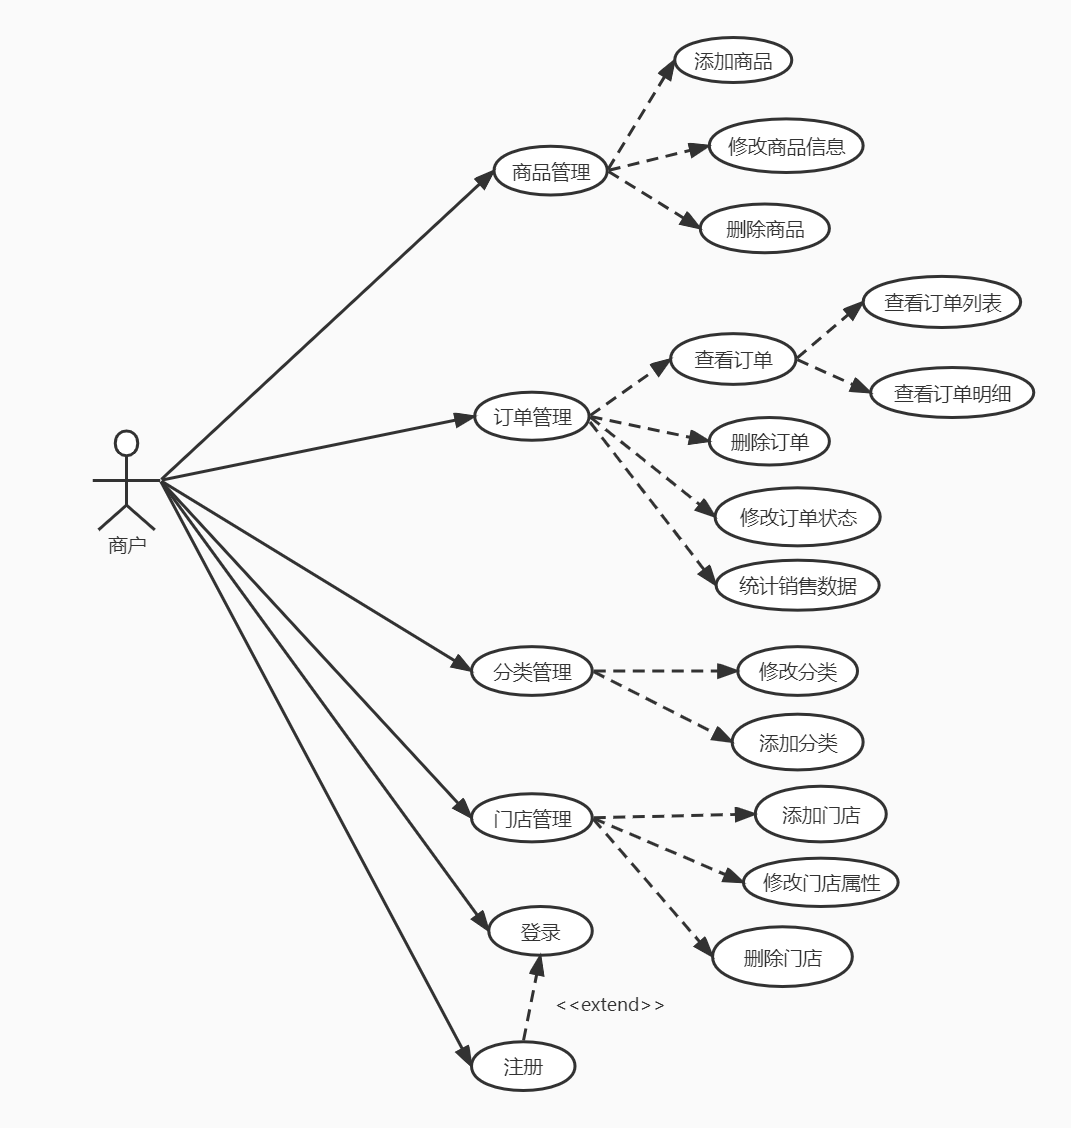 添加商品
修改商品信息
商品管理
删除商品
查看订单列表
查看订单
查看订单明细
订单管理
删除订单
修改订单状态
商户
统计销售数据
分类管理
修改分类
添加分类
门店管理
添加门店
修改门店属性
登录
删除门店
<<extend>>
注册